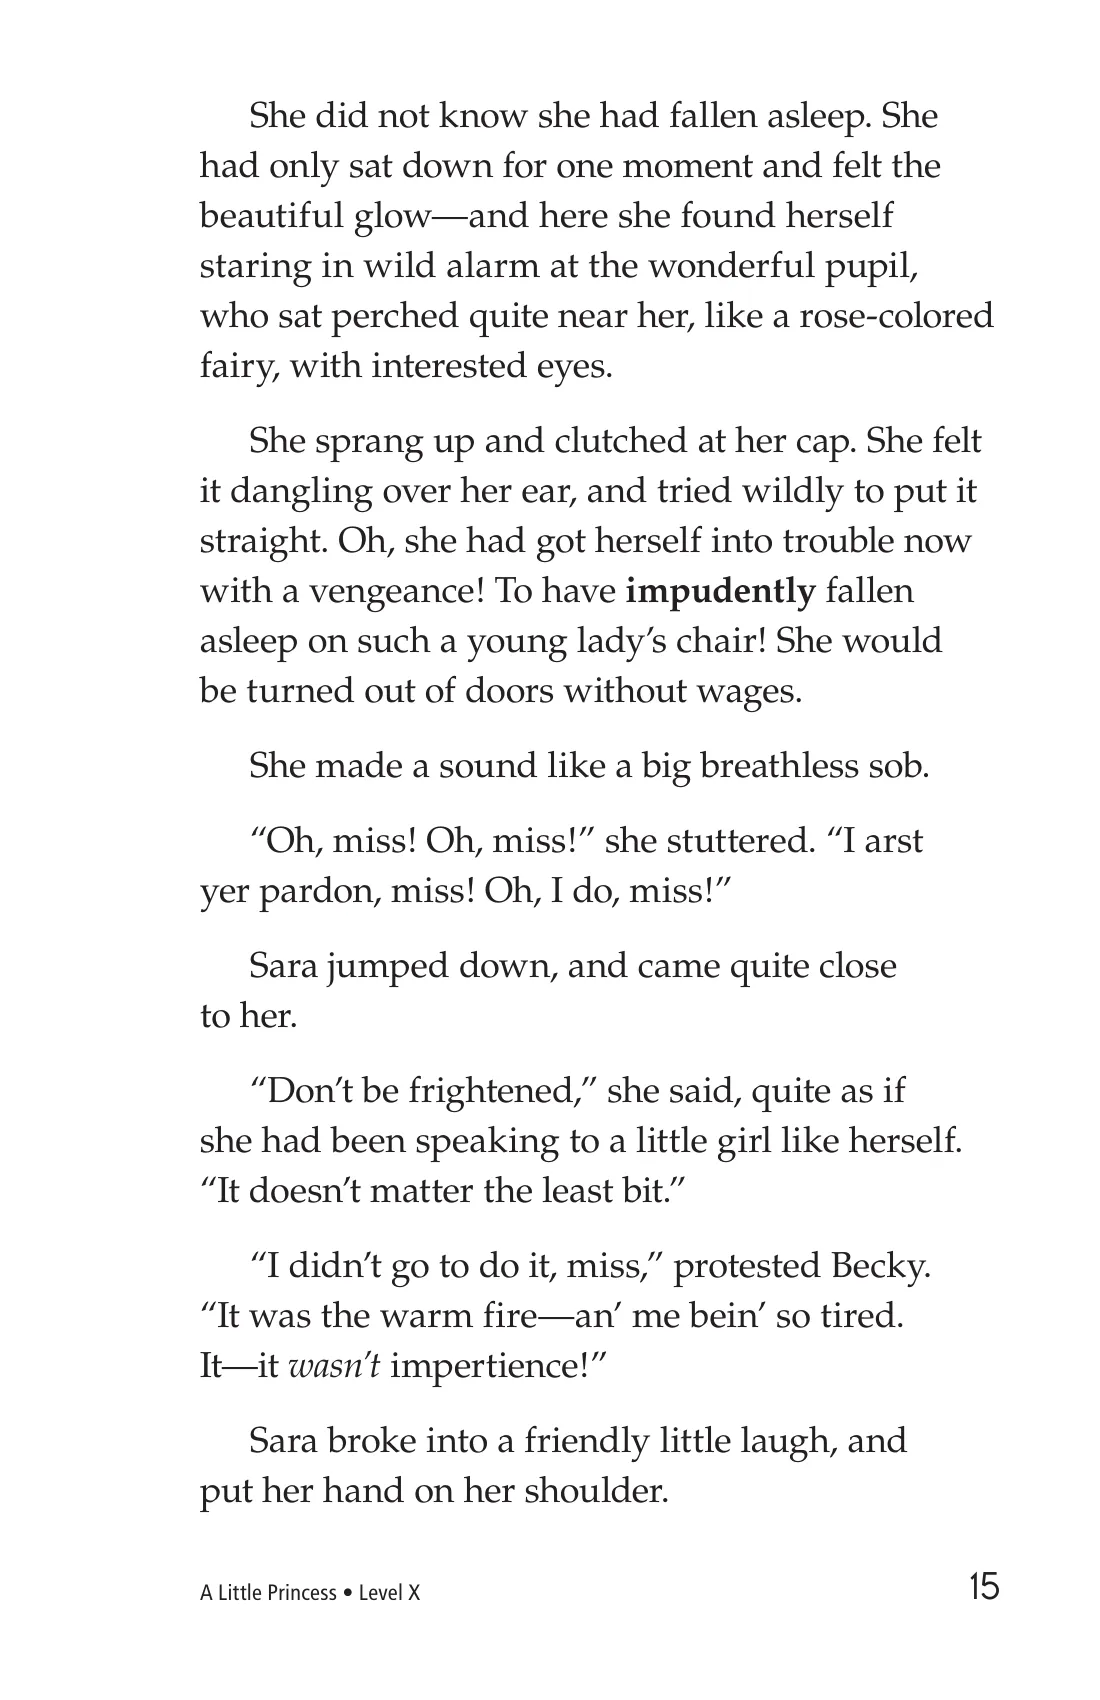 She did not know she had fallen asleep. She
had only sat down for one moment and felt the
beautiful glow—and here she found herself
staring in wild alarm at the wonderful pupil,
who sat perched quite near her, like a rose-colored
fairy, with interested eyes.
She sprang up and clutched at her cap. She felt
it dangling over her ear, and tried wildly to put it
straight. Oh, she had got herself into trouble now
with a vengeance! To have impudently fallen
asleep on such a young lady’s chair! She would
be turned out of doors without wages.
She made a sound like a big breathless sob.
“Oh, miss! Oh, miss!” she stuttered. “I arst
yer pardon, miss! Oh, I do, miss!”
Sara jumped down, and came quite close
to her.
“Don’t be frightened,” she said, quite as if
she had been speaking to a little girl like herself.
“It doesn’t matter the least bit.”
“I didn’t go to do it, miss,” protested Becky.
“It was the warm fire—an’ me bein’ so tired.
It—it wasn’t impertience!”
Sara broke into a friendly little laugh, and
put her hand on her shoulder.
A Little Princess • Level X
15